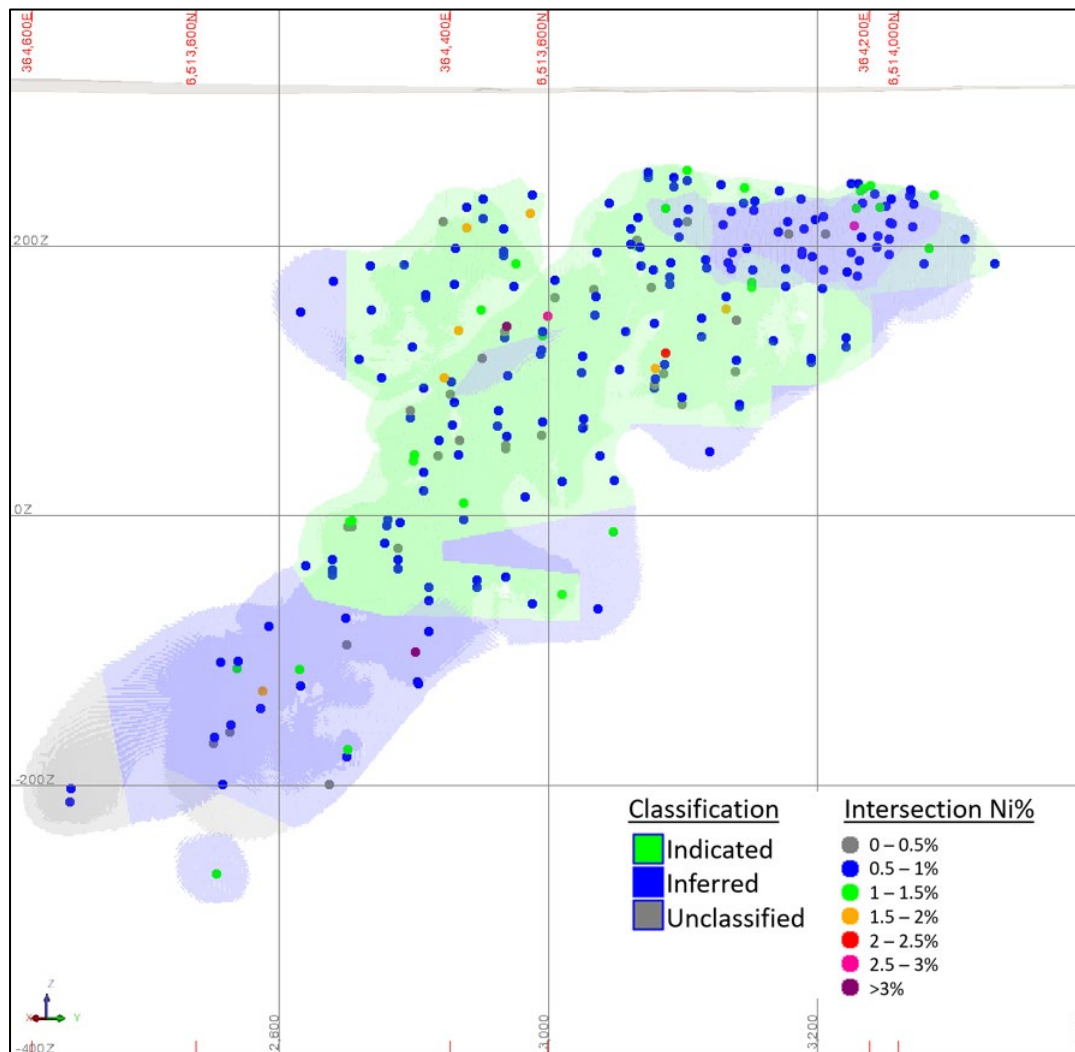 364,600E
6,513,600N
364,400E
6,513,600N
364,200E
6,514,000N
200Z
0Z
-200Z
Classification
Indicated
Inferred
Unclassified
Intersection Ni%
0 – 0.5%
0.5 – 1%
1 – 1.5%
1.5 – 2%
2 – 2.5%
2.5 – 3%
>3%
Z
X
Y
-400Z
2,600
3,000
3,200